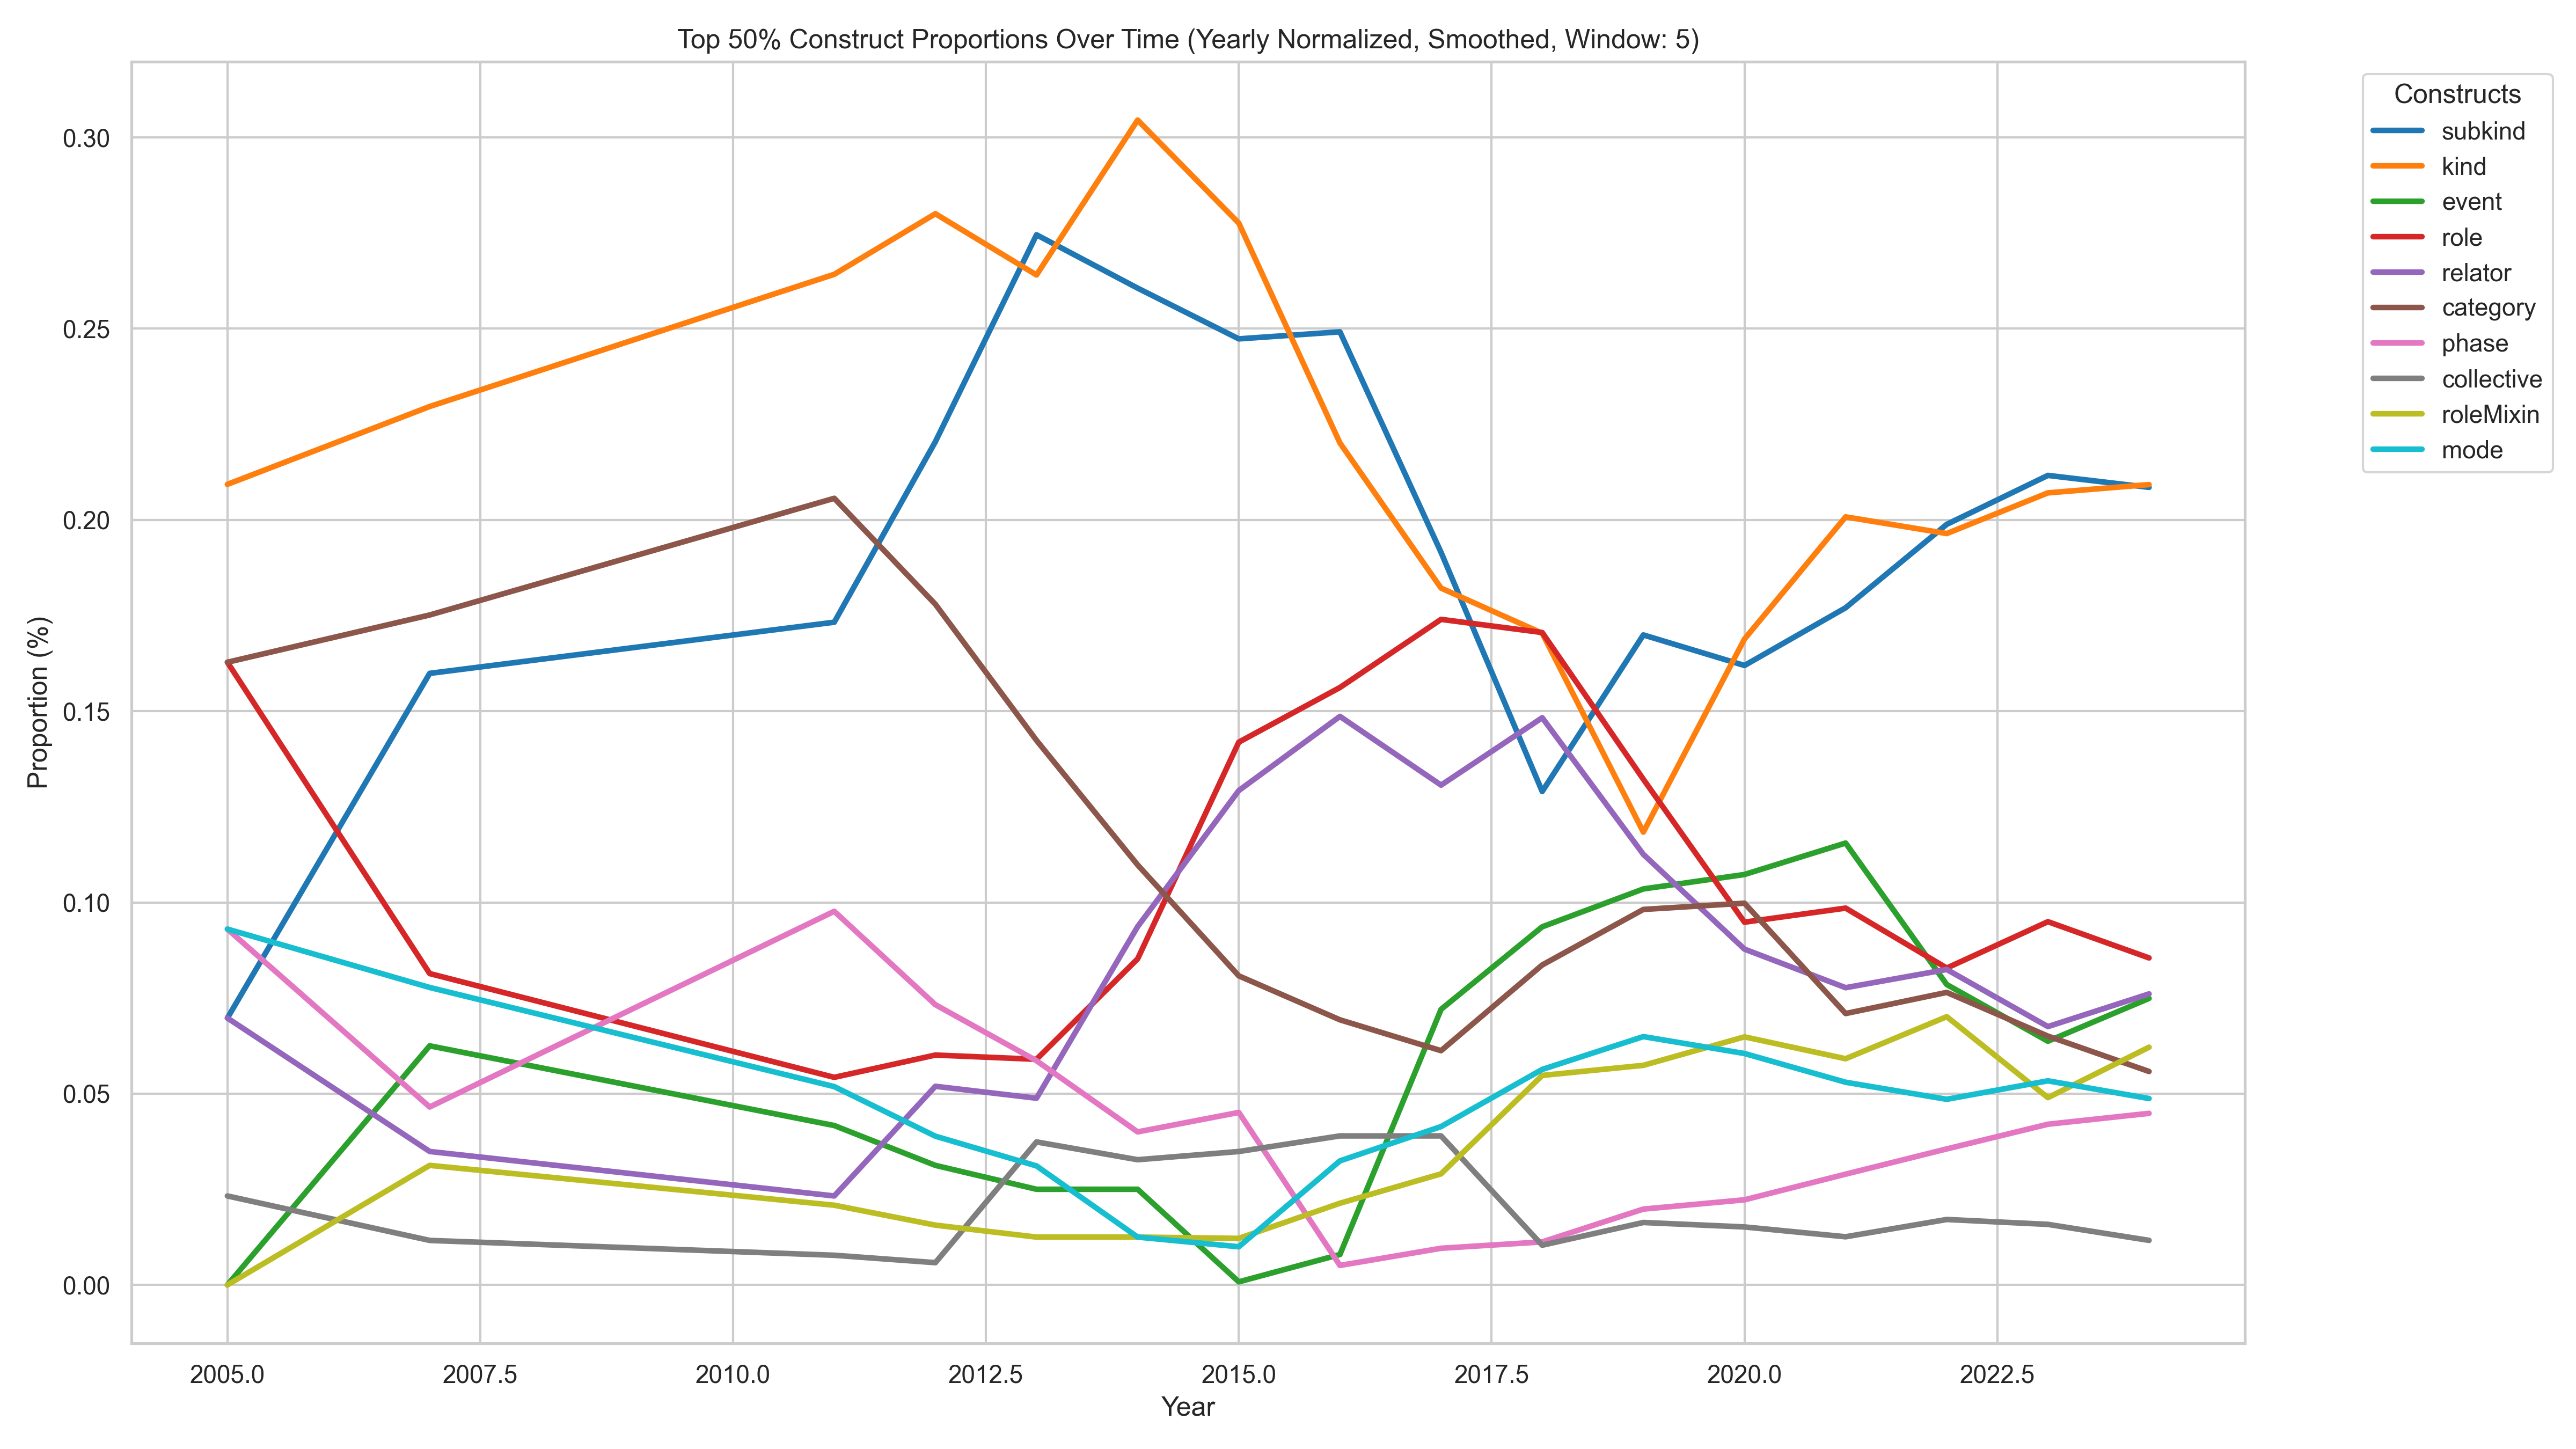 Top 50% Construct Proportions Over Time (Yearly Normalized, Smoothed, Window: 5)
Constructs
subkind
kind
event
role
relator
category
phase
collective
roleMixin
mode
Proportion (%)
0.30
0.25
0.20
0.15
0.10
0.05
0.00
2005.0 2007.5 2010.0 2012.5 2015.0 2017.5 2020.0 2022.5
Year